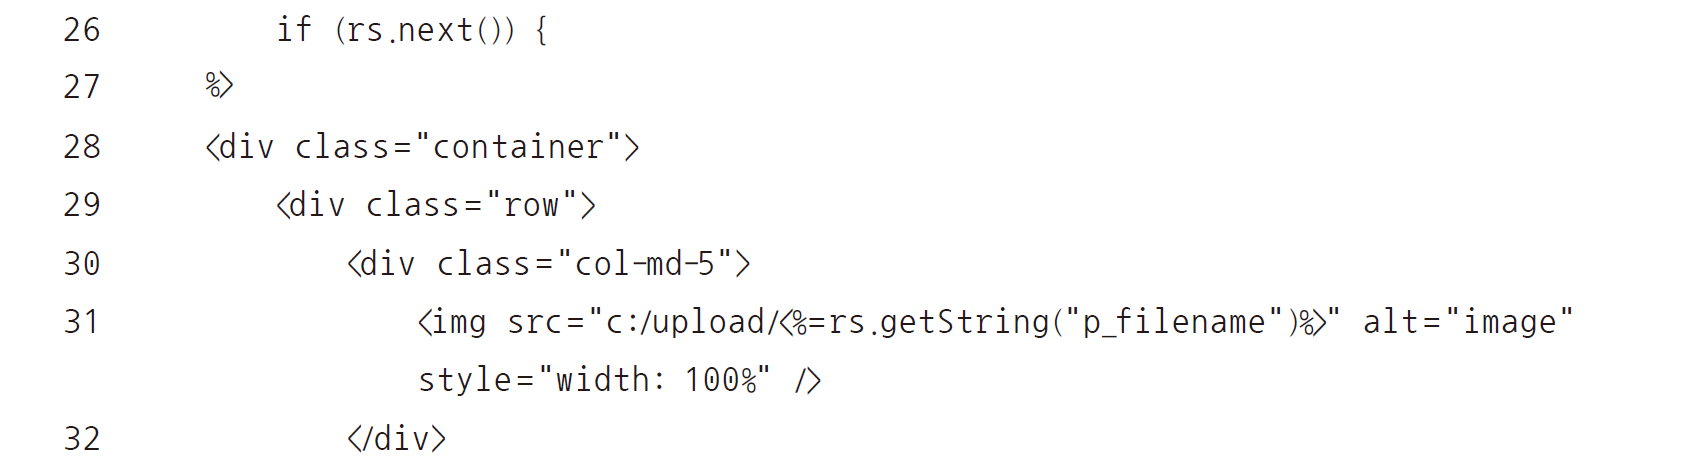 26 if (rs.next()) {
27 %>
28 <div class="container">
29 <div class="row">
30 <div class="col-md-5">
31 <img src="c:/upload/<%=rs.getString("p_filename")%>" alt="image"
style="width: 100%" />
32 </div>